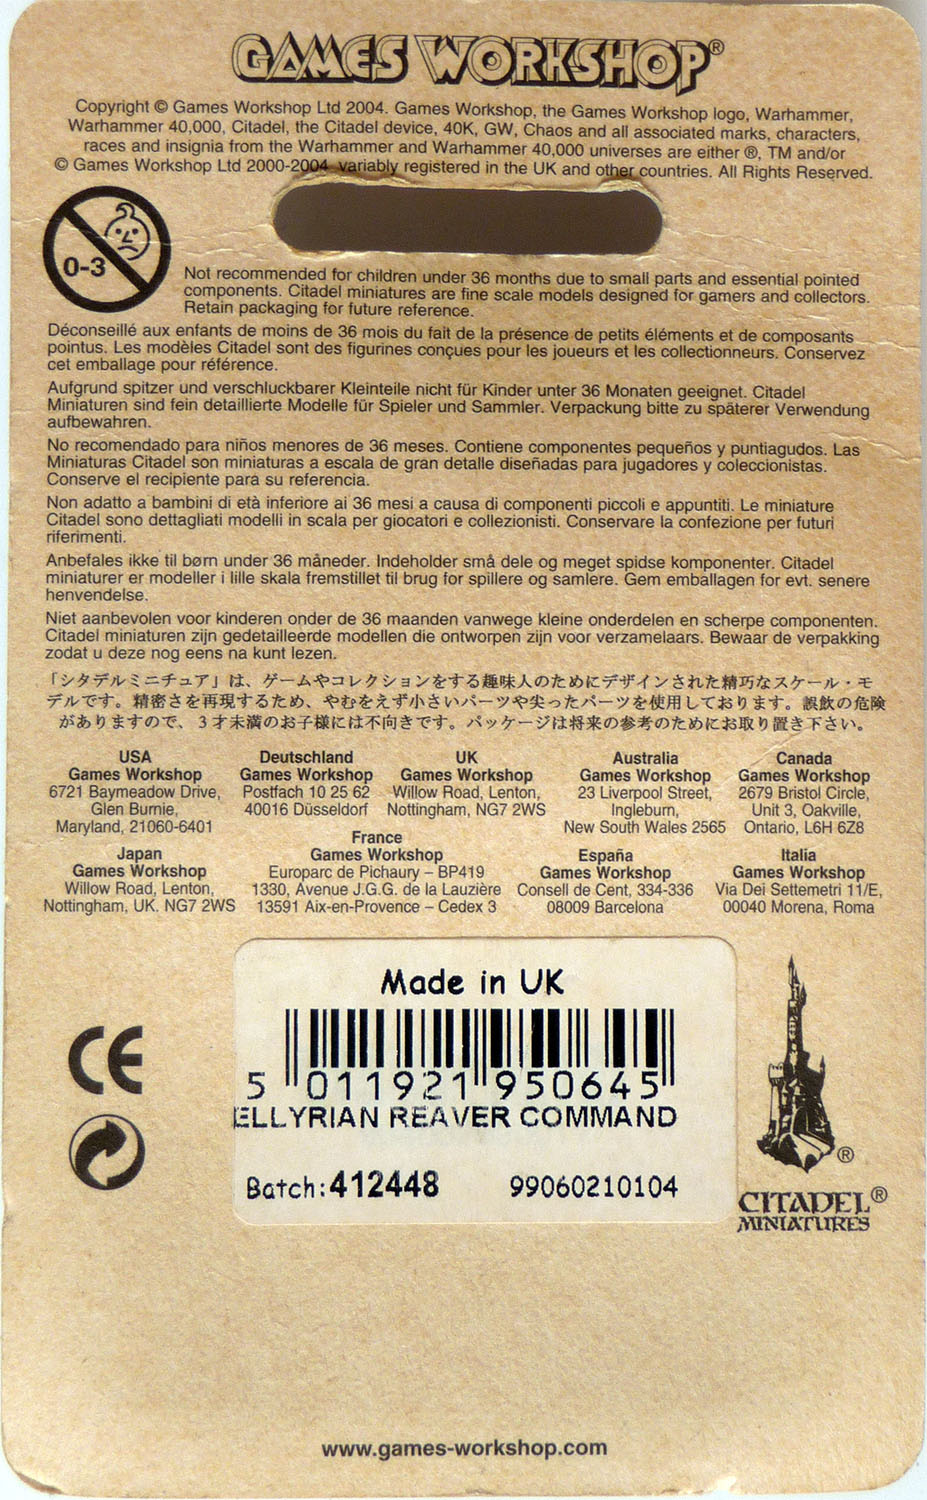 GAMES WORKSHOP®
Copyright © Games Workshop Ltd 2004. Games Workshop, the Games Workshop logo, Warhammer,
Warhammer 40,000, Citadel, the Citadel device, 40K, GW, Chaos and all associated marks, characters,
races and insignia from the Warhammer and Warhammer 40,000 universes are either ®, TM and/or
© Games Workshop Ltd 2000-2004 variably registered in the UK and other countries. All Rights Reserved.
0-3
Not recommended for children under 36 months due to small parts and essential pointed
components. Citadel miniatures are fine scale models designed for gamers and collectors.
Retain packaging for future reference.
Déconseillé aux enfants de moins de 36 mois du fait de la présence de petits éléments et de composants
pointus. Les modèles Citadel sont des figurines conçues pour les joueurs et les collectionneurs. Conservez
cet emballage pour référence.
Aufgrund spitzer und verschluckbarer Kleinteile nicht für Kinder unter 36 Monaten geeignet. Citadel
Miniaturen sind fein detaillierte Modelle für Spieler und Sammler. Verpackung bitte zu späterer Verwendung
aufbewahren.
No recomendado para niños menores de 36 meses. Contiene componentes pequeños y puntiagudos. Las
Miniaturas Citadel son miniaturas a escala de gran detalle diseñadas para jugadores y coleccionistas.
Conserve el recipiente para su referencia.
Non adatto a bambini di età inferiore ai 36 mesi a causa di componenti piccoli e appuntiti. Le miniature
Citadel sono dettagliati modelli in scala per giocatori e collezionisti. Conservare la confezione per futuri
riferimenti.
Anbefales ikke til børn under 36 måneder. Indeholder små dele og meget spidse komponenter. Citadel
miniaturer er modeller i lille skala fremstillet til brug for spillere og samlere. Gem emballagen for evt. senere
henvendelse.
Niet aanbevolen voor kinderen onder de 36 maanden vanwege kleine onderdelen en scherpe componenten.
Citadel miniaturen zijn gedetailleerde modellen die ontworpen zijn voor verzamelaars. Bewaar de verpakking
zodat u deze nog eens na kunt lezen.
「シタデルミニチュア」は、ゲームやコレクションをする趣味人のためにデザインされた精巧なスケール・モ
デルです。精密さを再現するため、やむをえず小さいパーツや尖ったパーツを使用しております。誤飲の危険
がありますので、3才未満のお子様には不向きです。パッケージは将来の参考のためにお取り置き下さい。
USA
Games Workshop
6721 Baymeadow Drive,
Glen Burnie,
Maryland, 21060-6401
Deutschland
Games Workshop
Postfach 10 25 62
40016 Düsseldorf
UK
Games Workshop
Willow Road, Lenton,
Nottingham, NG7 2WS
Australia
Games Workshop
23 Liverpool Street,
Ingleburn,
New South Wales 2565
Canada
Games Workshop
2679 Bristol Circle,
Unit 3, Oakville,
Ontario, L6H 6Z8
Japan
Games Workshop
Willow Road, Lenton,
Nottingham, UK. NG7 2WS
France
Games Workshop
Europarc de Pichaury – BP419
1330, Avenue J.G.G. de la Lauzière
13591 Aix-en-Provence – Cedex 3
España
Games Workshop
Consell de Cent, 334-336
08009 Barcelona
Italia
Games Workshop
Via Dei Settemetri 11/E,
00040 Morena, Roma
Made in UK
5 011921 950645
ELLYRIAN REAVER COMMAND
Batch:412448 99060210104
CE
®
CITADEL®
MINIATURES
www.games-workshop.com